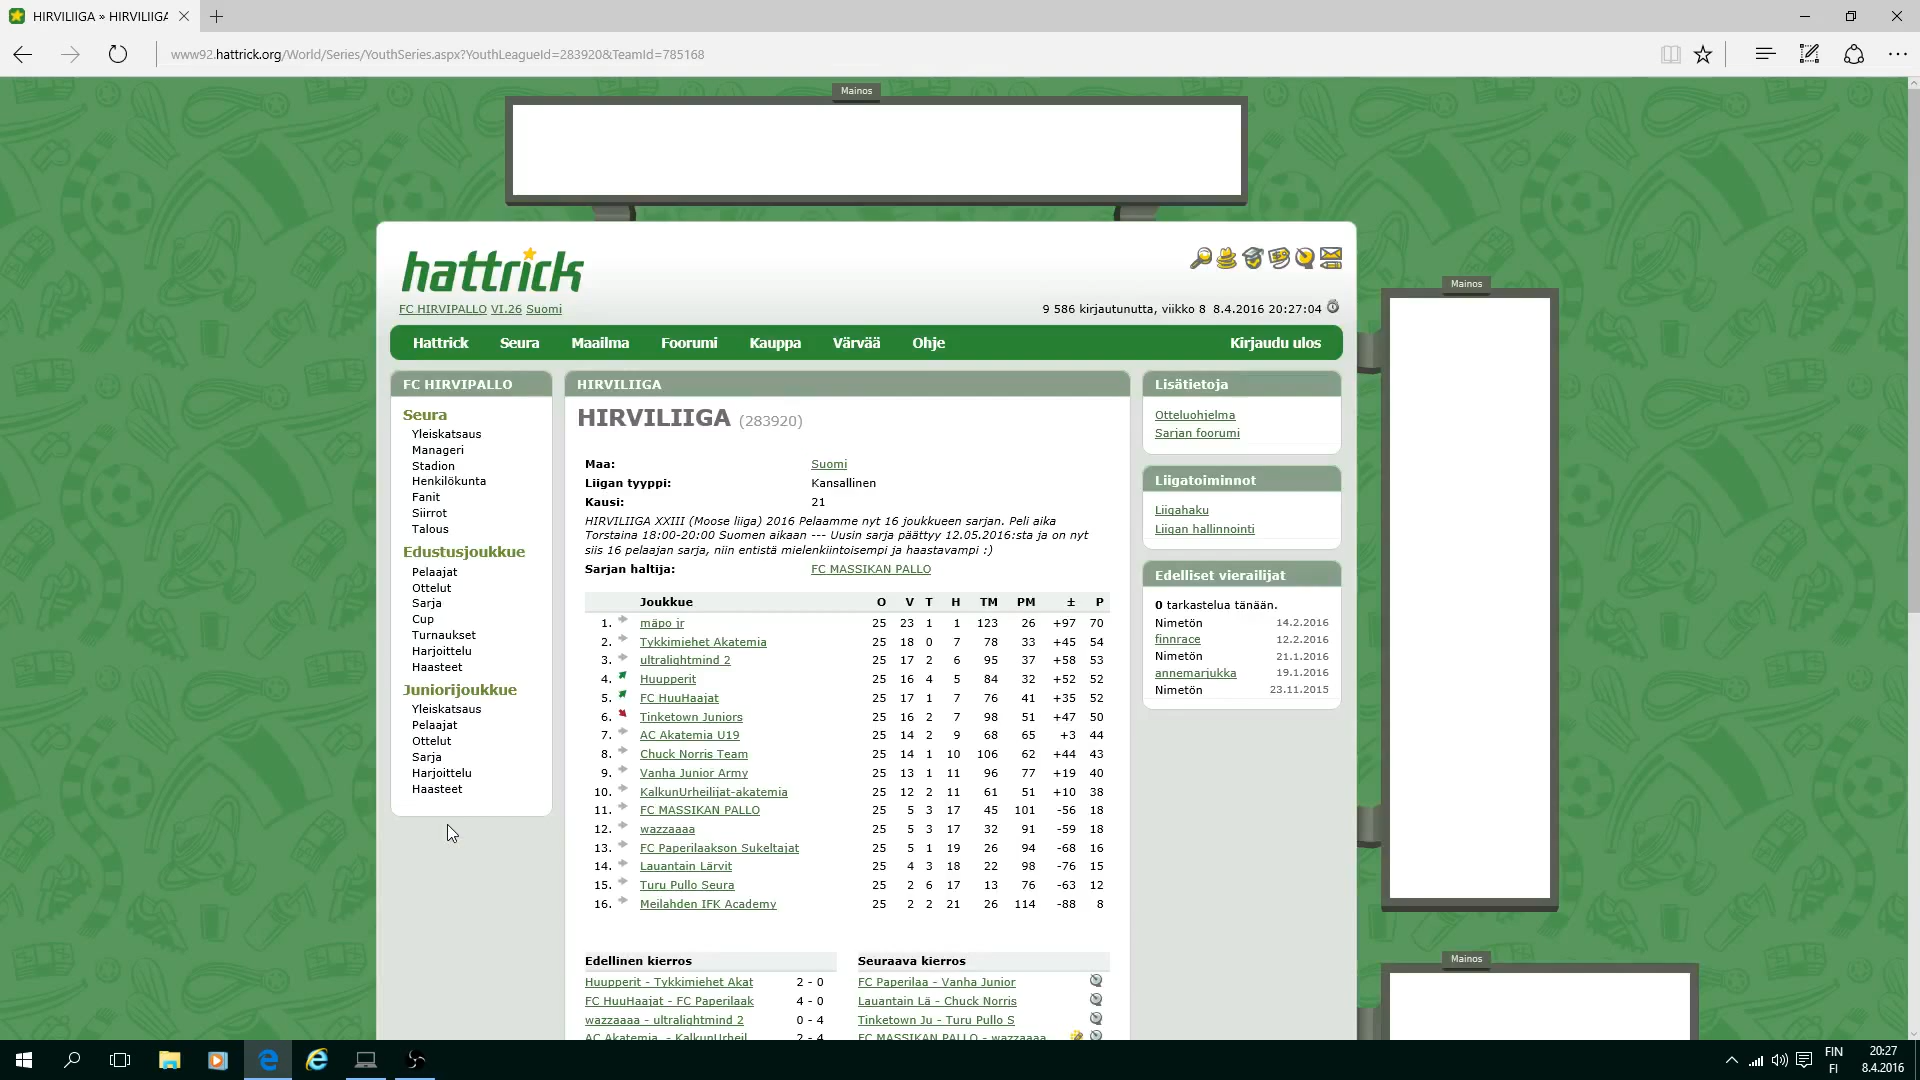 HIRVILIIGA » HIRVILIIGA
www92.hattrick.org/World/Series/YouthSeries.aspx?YouthLeagueId=283920&TeamId=785168
Mainos
hattrick
FC HIRVIPALLO VI.26 Suomi
9 586 kirjautunutta, viikko 8 8.4.2016 20:27:04
Mainos
Hattrick Seura Maailma Foorumi Kauppa Värvää Ohje Kirjaudu ulos
FC HIRVIPALLO
Seura
Yleiskatsaus
Manageri
Stadion
Henkilökunta
Fanit
Siirrot
Talous
Edustusjoukkue
Pelaajat
Ottelut
Sarja
Cup
Turnaukset
Harjoittelu
Haasteet
Juniorijoukkue
Yleiskatsaus
Pelaajat
Ottelut
Sarja
Harjoittelu
Haasteet
HIRVILIIGA
HIRVILIIGA (283920)
Maa: Suomi
Liigan tyyppi: Kansallinen
Kausi: 21
HIRVILIIGA XXIII (Moose liiga) 2016 Pelaamme nyt 16 joukkueen sarjan. Peli aika
Torstaina 18:00-20:00 Suomen aikaan --- Uusin sarja päättyy 12.05.2016:sta ja on nyt
siis 16 pelaajan sarja, niin entistä mielenkiintoisempi ja haastavampi :)
Sarjan haltija: FC MASSIKAN PALLO
Joukkue O V T H TM PM ± P
1. mäpo jr 25 23 1 1 123 26 +97 70
2. Tykkimiehet Akatemia 25 18 0 7 78 33 +45 54
3. ultralightmind 2 25 17 2 6 95 37 +58 53
4. Huupperit 25 16 4 5 84 32 +52 52
5. FC HuuHaajat 25 17 1 7 76 41 +35 52
6. Tinketown Juniors 25 16 2 7 98 51 +47 50
7. AC Akatemia U19 25 14 2 9 68 65 +3 44
8. Chuck Norris Team 25 14 1 10 106 62 +44 43
9. Vanha Junior Army 25 13 1 11 96 77 +19 40
10. KalkunUrheilijat-akatemia 25 12 2 11 61 51 +10 38
11. FC MASSIKAN PALLO 25 5 3 17 45 101 -56 18
12. wazzaaaa 25 5 3 17 32 91 -59 18
13. FC Paperilaakson Sukeltajat 25 5 1 19 26 94 -68 16
14. Lauantain Lärvit 25 4 3 18 22 98 -76 15
15. Turu Pullo Seura 25 2 6 17 13 76 -63 12
16. Meilahden IFK Academy 25 2 2 21 26 114 -88 8
Edellinen kierros
Huupperit - Tykkimiehet Akat 2 - 0
FC HuuHaajat - FC Paperilaak 4 - 0
wazzaaaa - ultralightmind 2 0 - 4
AC Akatemia - KalkunUrheil 2 - 4
Seuraava kierros
FC Paperilaa - Vanha Junior
Lauantain Lä - Chuck Norris
Tinketown Ju - Turu Pullo S
FC MASSIKAN PALLO - wazzaaaa
Lisätietoja
Otteluohjelma
Sarjan foorumi
Liigatoiminnot
Liigahaku
Liigan hallinnointi
Edelliset vierailijat
0 tarkastelua tänään.
Nimetön 14.2.2016
finnrace 12.2.2016
Nimetön 21.1.2016
annemarjukka 19.1.2016
Nimetön 23.11.2015
Mainos
FIN
FI
20:27
8.4.2016